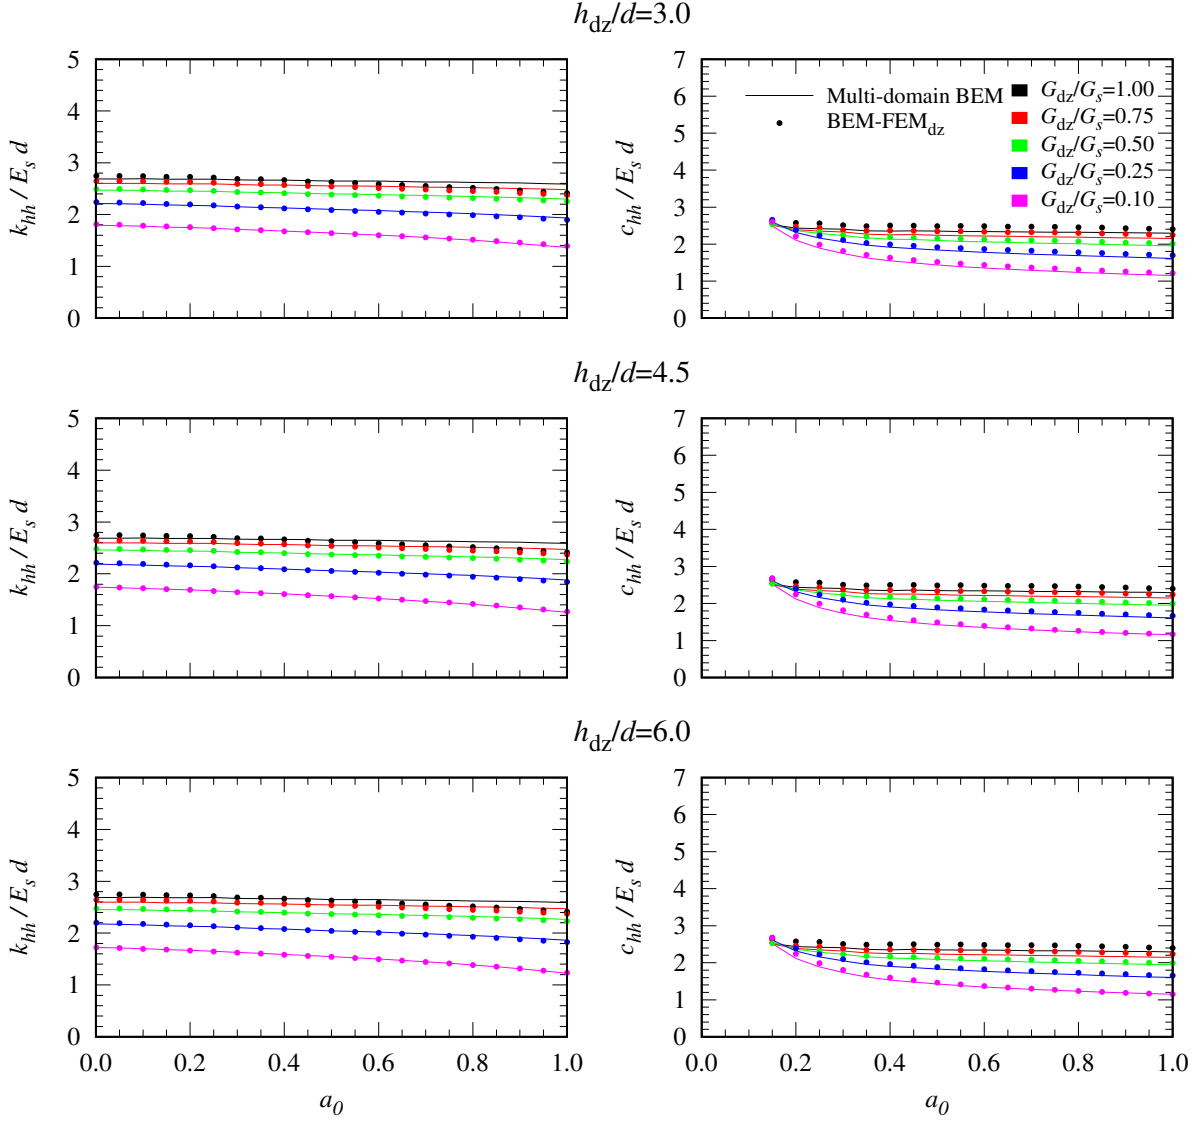 h_dz/d=3.0
5
4
3
2
1
0
k_hh / E_s d
7
6
5
4
3
2
1
0
c_hh / E_s d
Multi-domain BEM
BEM-FEM_dz
G_dz/G_s=1.00
G_dz/G_s=0.75
G_dz/G_s=0.50
G_dz/G_s=0.25
G_dz/G_s=0.10
h_dz/d=4.5
5
4
3
2
1
0
k_hh / E_s d
7
6
5
4
3
2
1
0
c_hh / E_s d
h_dz/d=6.0
5
4
3
2
1
0
k_hh / E_s d
0.0 0.2 0.4 0.6 0.8 1.0
a_0
7
6
5
4
3
2
1
0
c_hh / E_s d
0.0 0.2 0.4 0.6 0.8 1.0
a_0